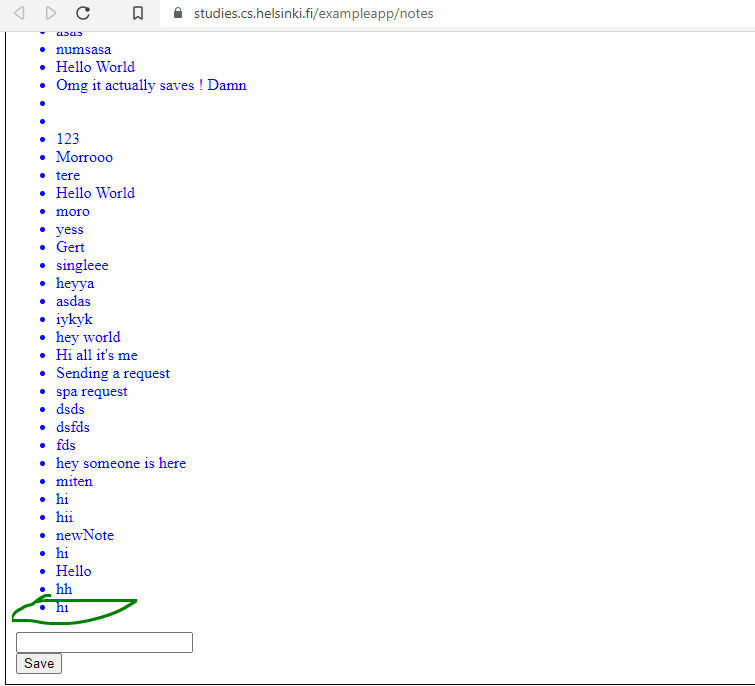 studies.cs.helsinki.fi/exampleapp/notes
asas
numsasa
Hello World
Omg it actually saves ! Damn
123
Morrooo
tere
Hello World
moro
yess
Gert
singleee
heyya
asdas
iykyk
hey world
Hi all it's me
Sending a request
spa request
dsds
dsfds
fds
hey someone is here
miten
hi
hii
newNote
hi
Hello
hh
hi
Save